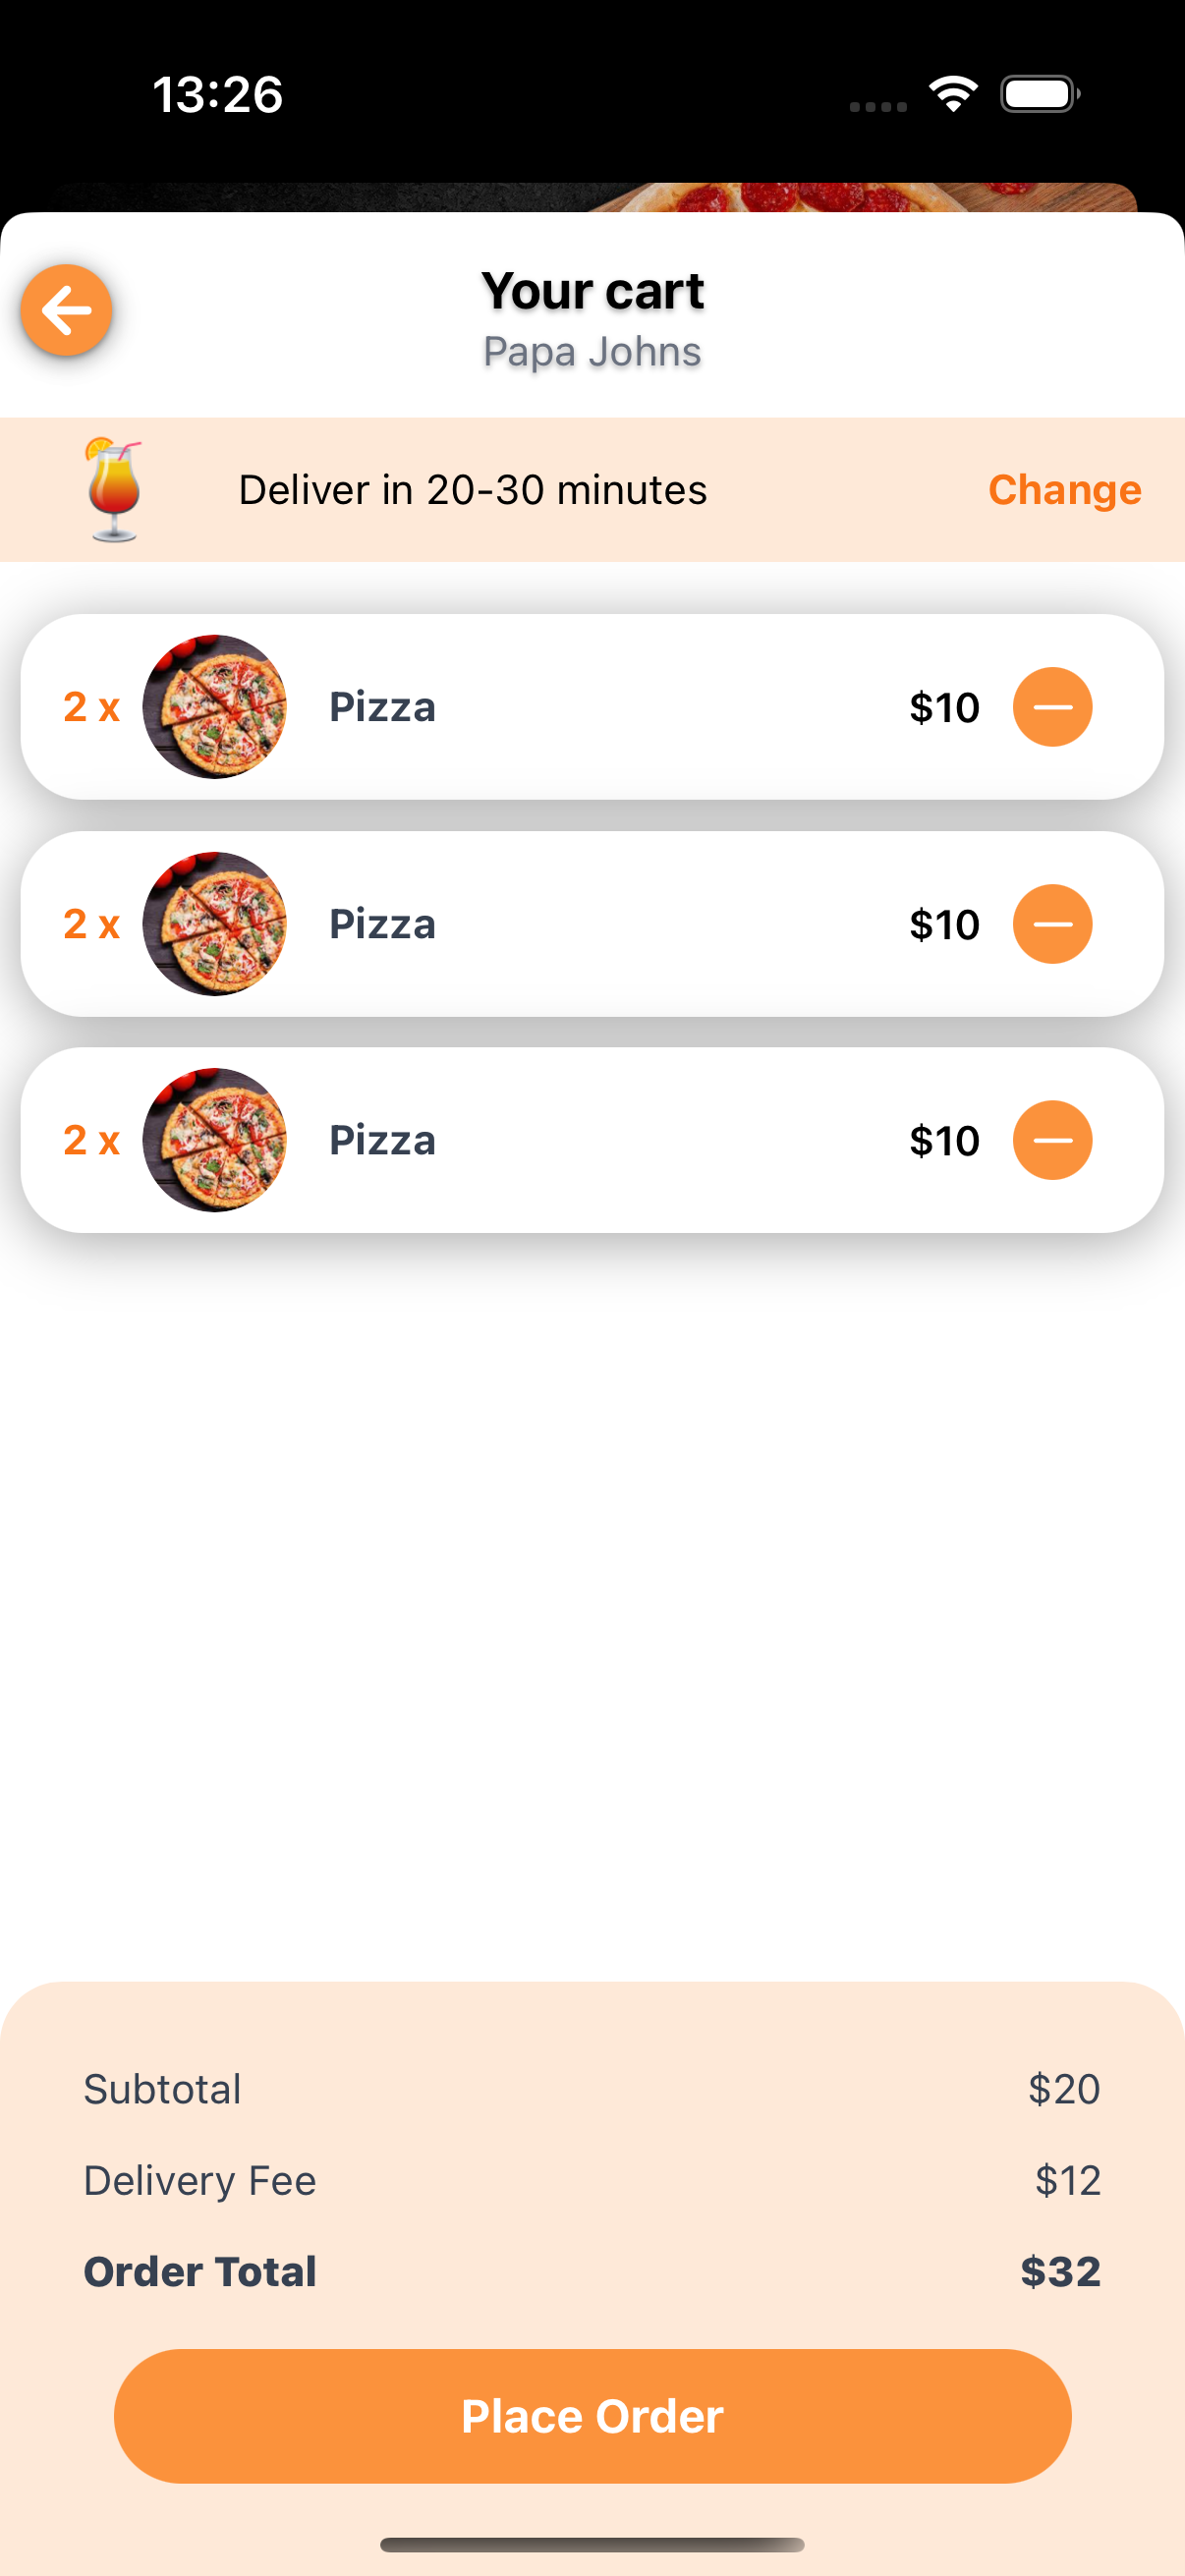 13:26
Your cart
Papa Johns
Deliver in 20-30 minutes Change
2 x Pizza $10
2 x Pizza $10
2 x Pizza $10
Subtotal $20
Delivery Fee $12
Order Total $32
Place Order